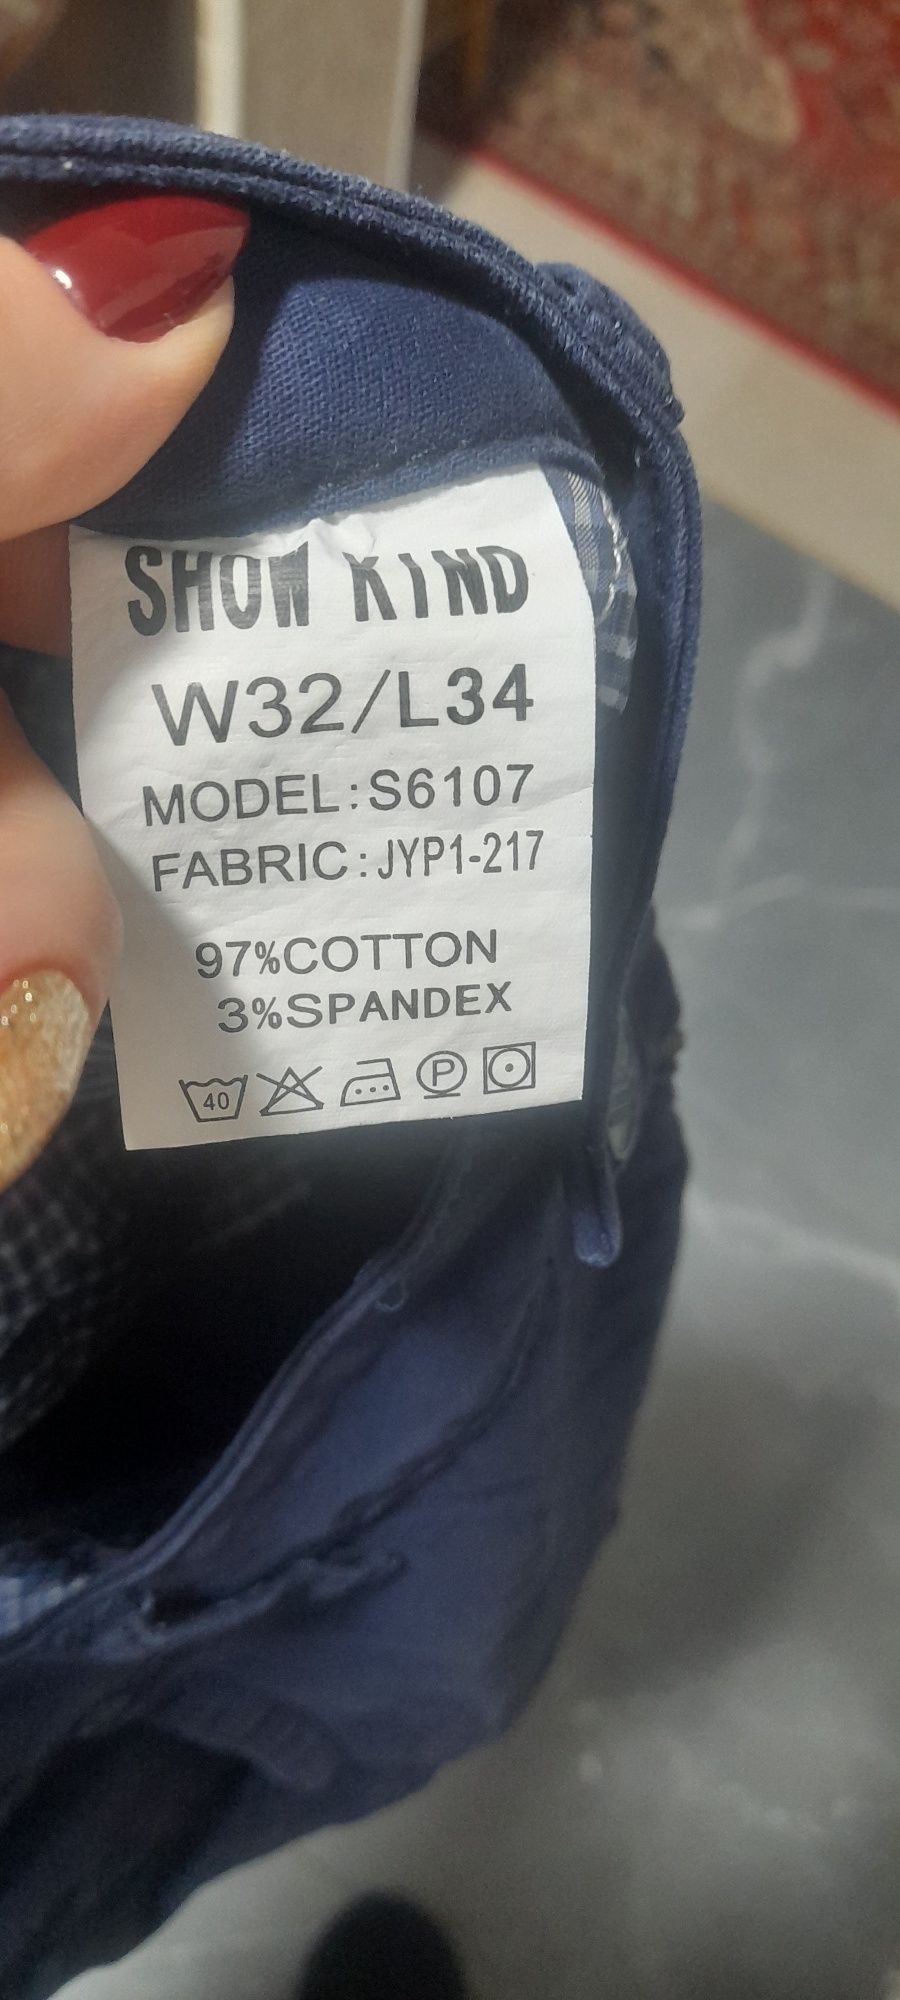 SHOW KIND
W32/L34
MODEL:S6107
FABRIC:JYP1-217
97%COTTON
3%SPANDEX
40
P